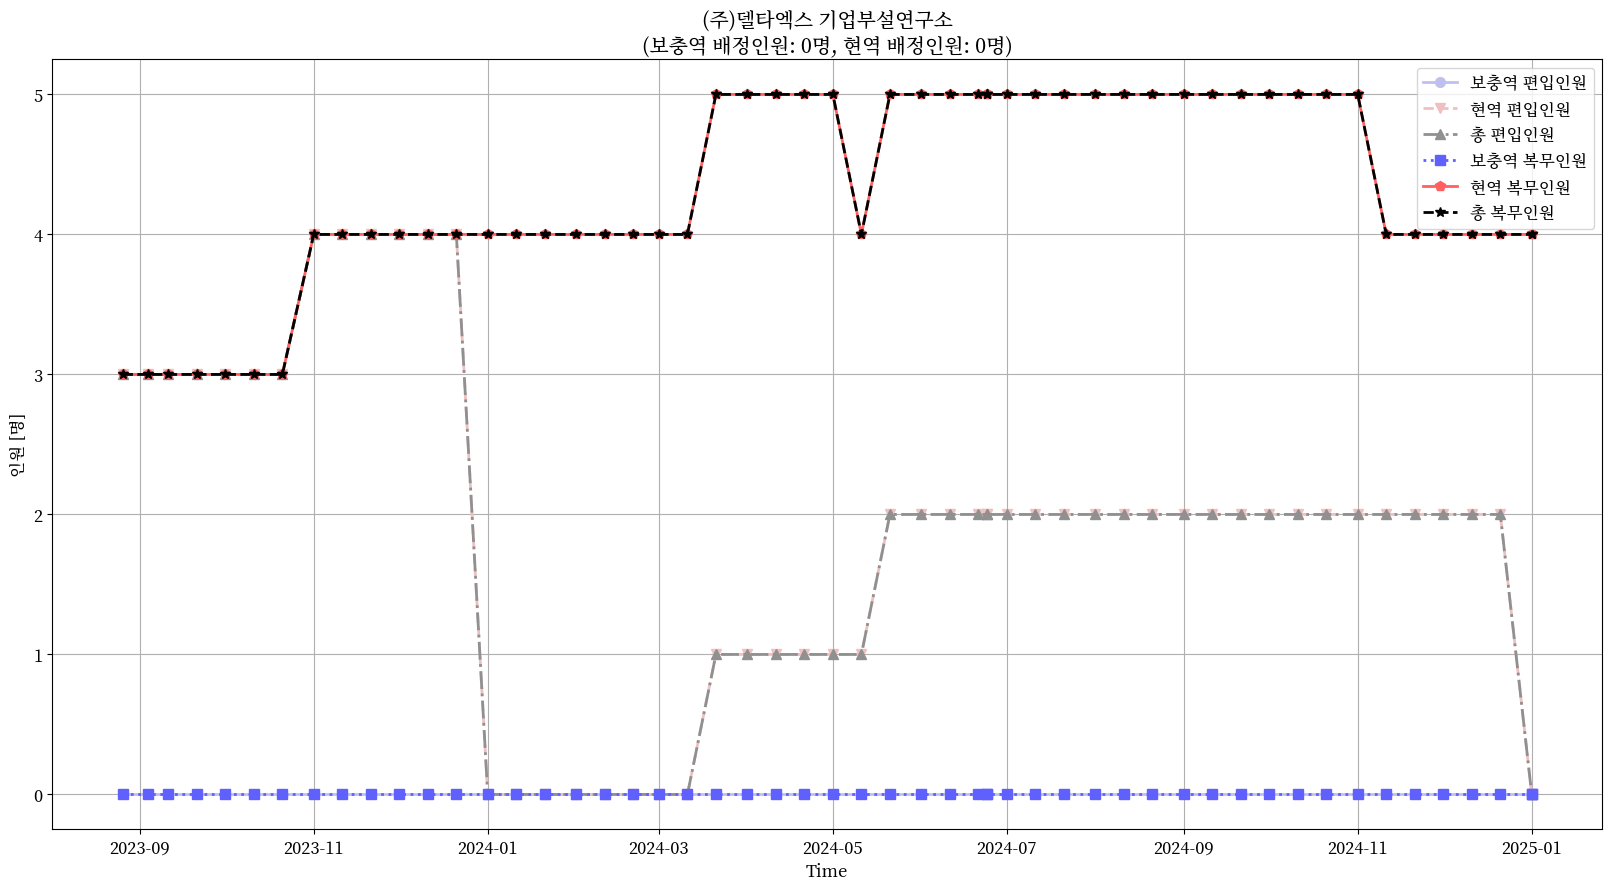 (주)델타엑스 기업부설연구소
(보충역 배정인원: 0명, 현역 배정인원: 0명)
보충역 편입인원
현역 편입인원
총 편입인원
보충역 복무인원
현역 복무인원
총 복무인원
인원 [명]
5
4
3
2
1
0
2023-09 2023-11 2024-01 2024-03 2024-05 2024-07 2024-09 2024-11 2025-01
Time